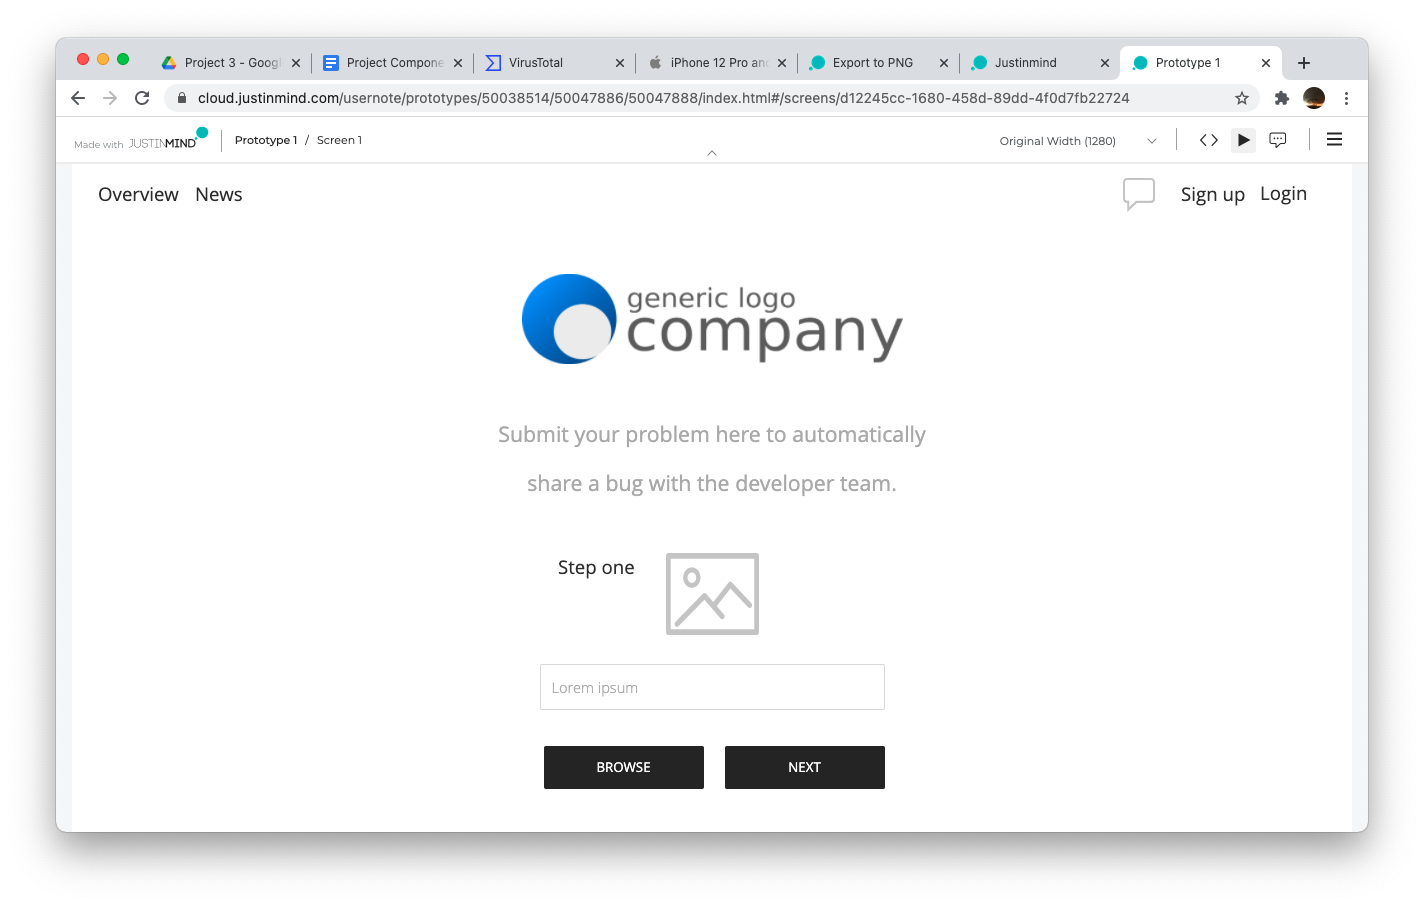 Project 3 - Googl
Project Compone
VirusTotal
iPhone 12 Pro an
Export to PNG
Justinmind
Prototype 1
cloud.justinmind.com/usernote/prototypes/50038514/50047886/50047888/index.html#/screens/d12245cc-1680-458d-89dd-4f0d7fb22724
Made with JUSTINMIND
Prototype 1 / Screen 1
Original Width (1280)
Overview News
Sign up Login
generic logo
company
Submit your problem here to automatically
share a bug with the developer team.
Step one
Lorem ipsum
BROWSE NEXT